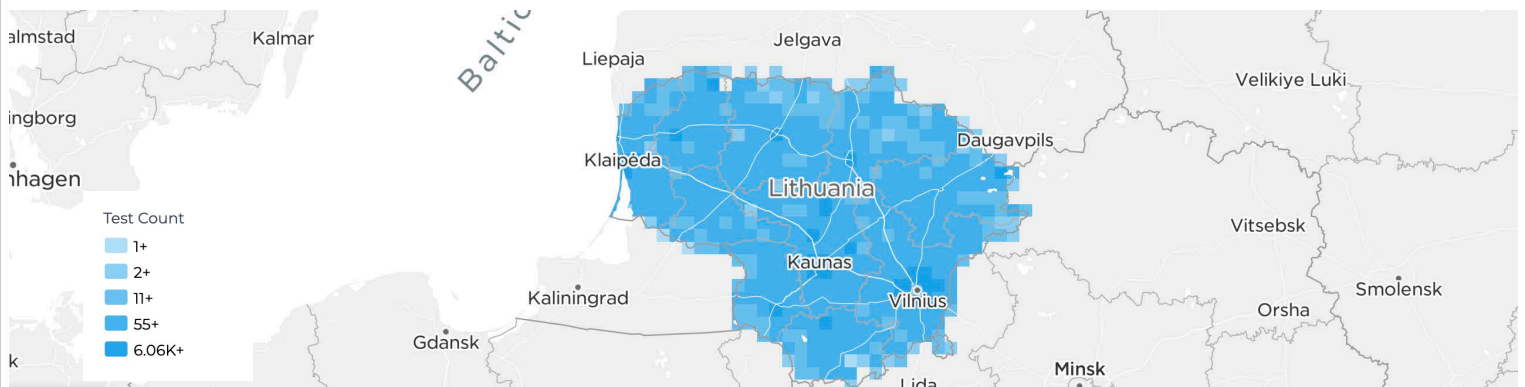 almstad
Kalmar
Baltic
Liepaja
Jelgava
Velikiye Luki
ingborg
Klaipėda
Daugavpils
nhagen
Lithuania
Test Count
1+
2+
11+
55+
6.06K+
Vitsebsk
Kaunas
Kaliningrad
Vilnius
Smolensk
Orsha
Gdansk
k
Minsk
Lida